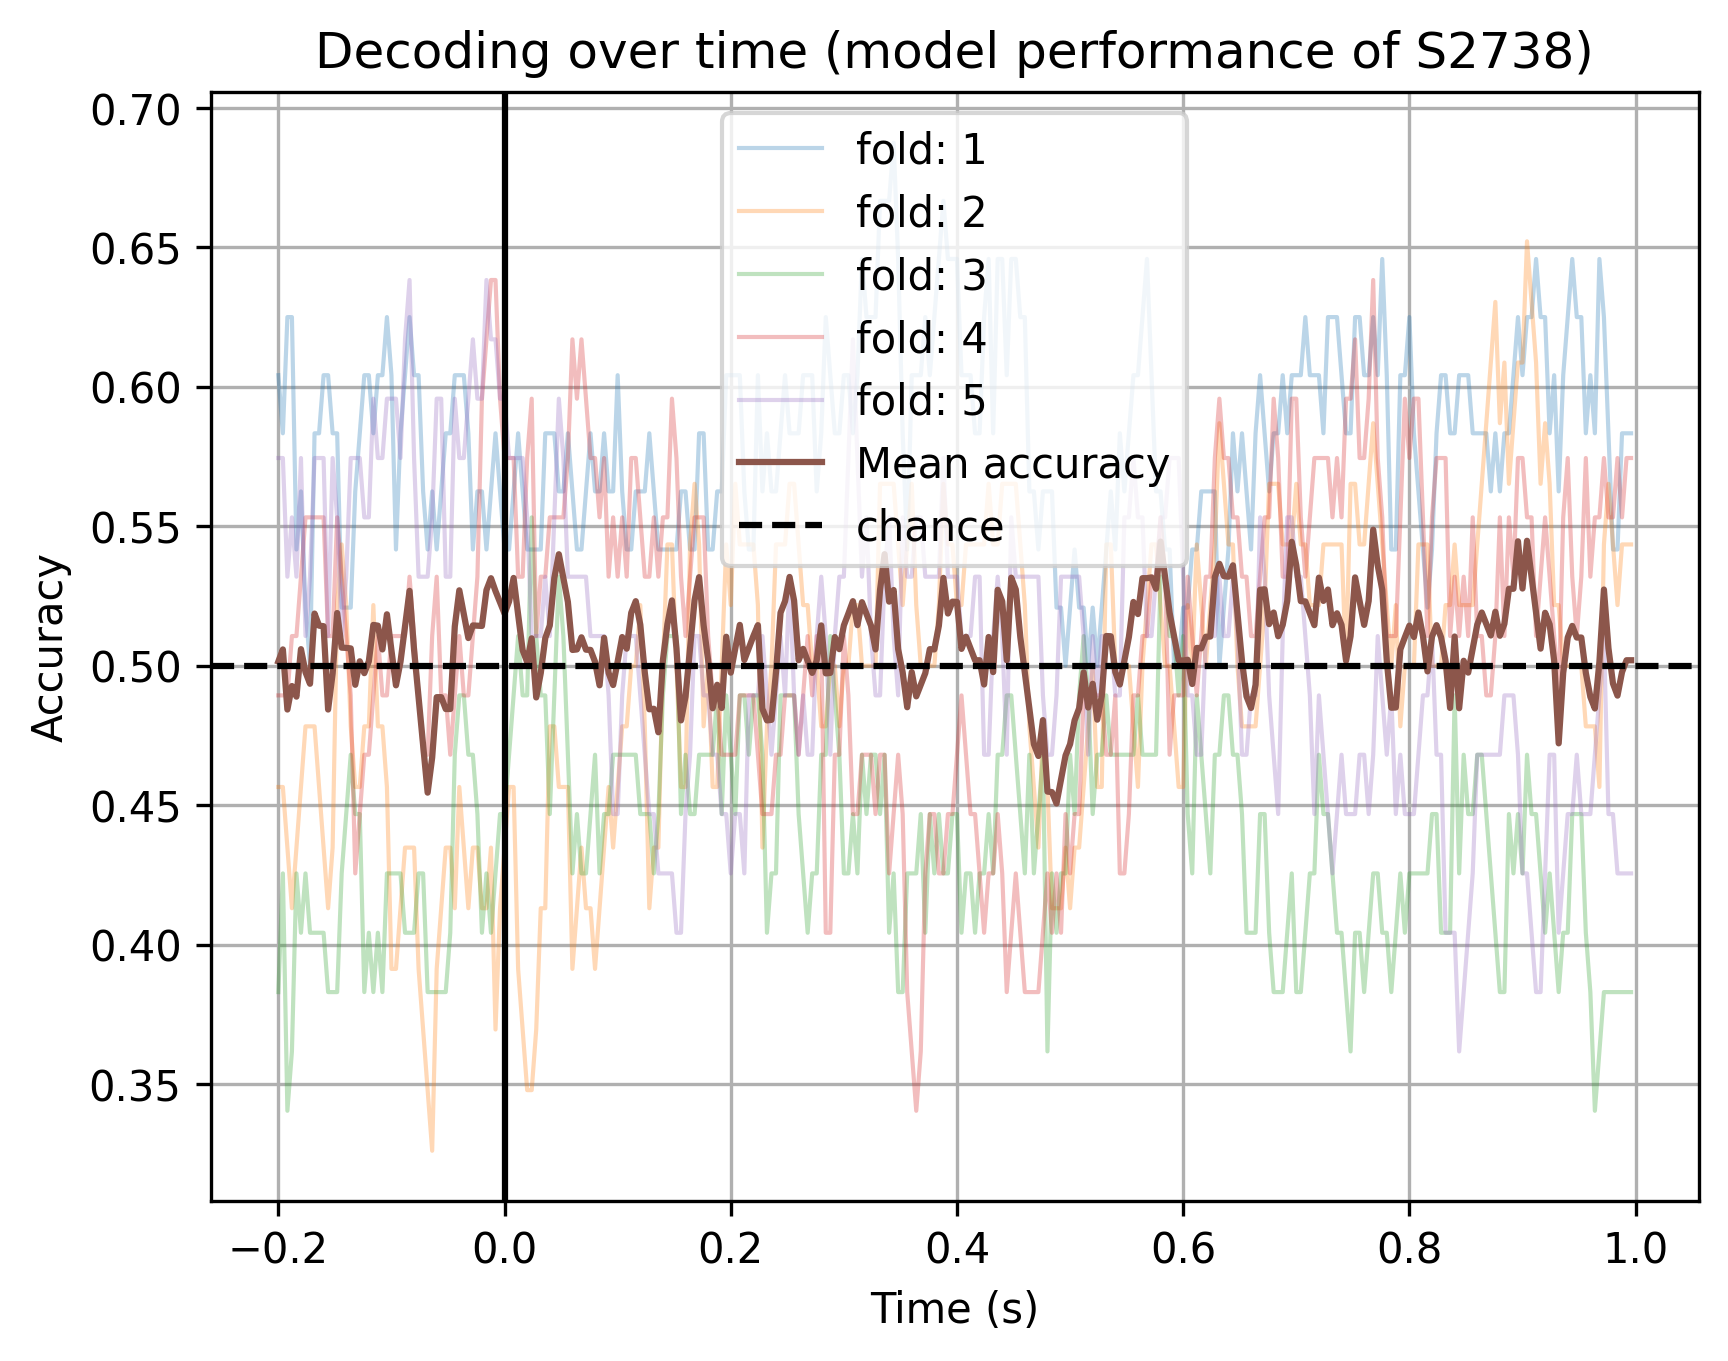 Decoding over time (model performance of S2738)
0.70
0.65
0.60
0.55
0.50
0.45
0.40
0.35
Accuracy
fold: 1
fold: 2
fold: 3
fold: 4
fold: 5
Mean accuracy
chance
−0.2 0.0 0.2 0.4 0.6 0.8 1.0
Time (s)